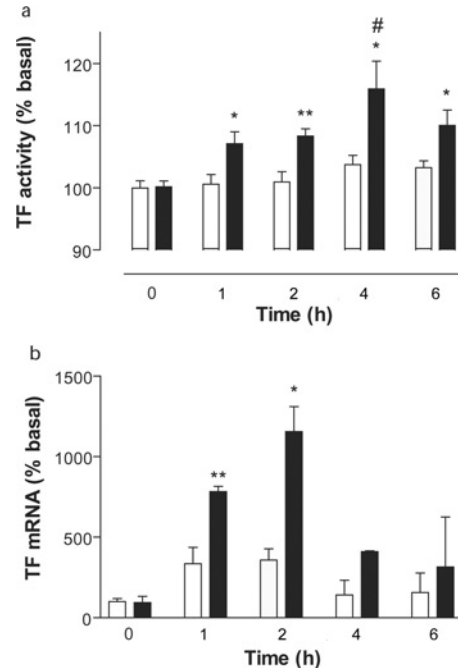 a
#
*
**
*
*
120
110
100
90
TF activity (% basal)
0 1 2 4 6
Time (h)
b
1500
*
**
1000
500
0
TF mRNA (% basal)
0 1 2 4 6
Time (h)